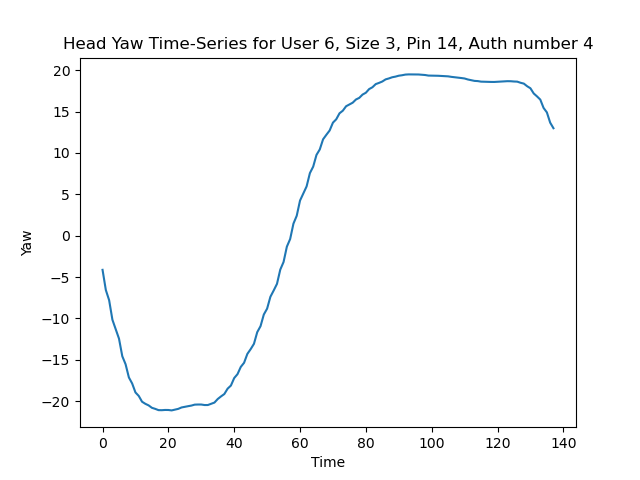 Head Yaw Time-Series for User 6, Size 3, Pin 14, Auth number 4
20
15
10
5
0
−5
−10
−15
−20
Yaw
0 20 40 60 80 100 120 140
Time